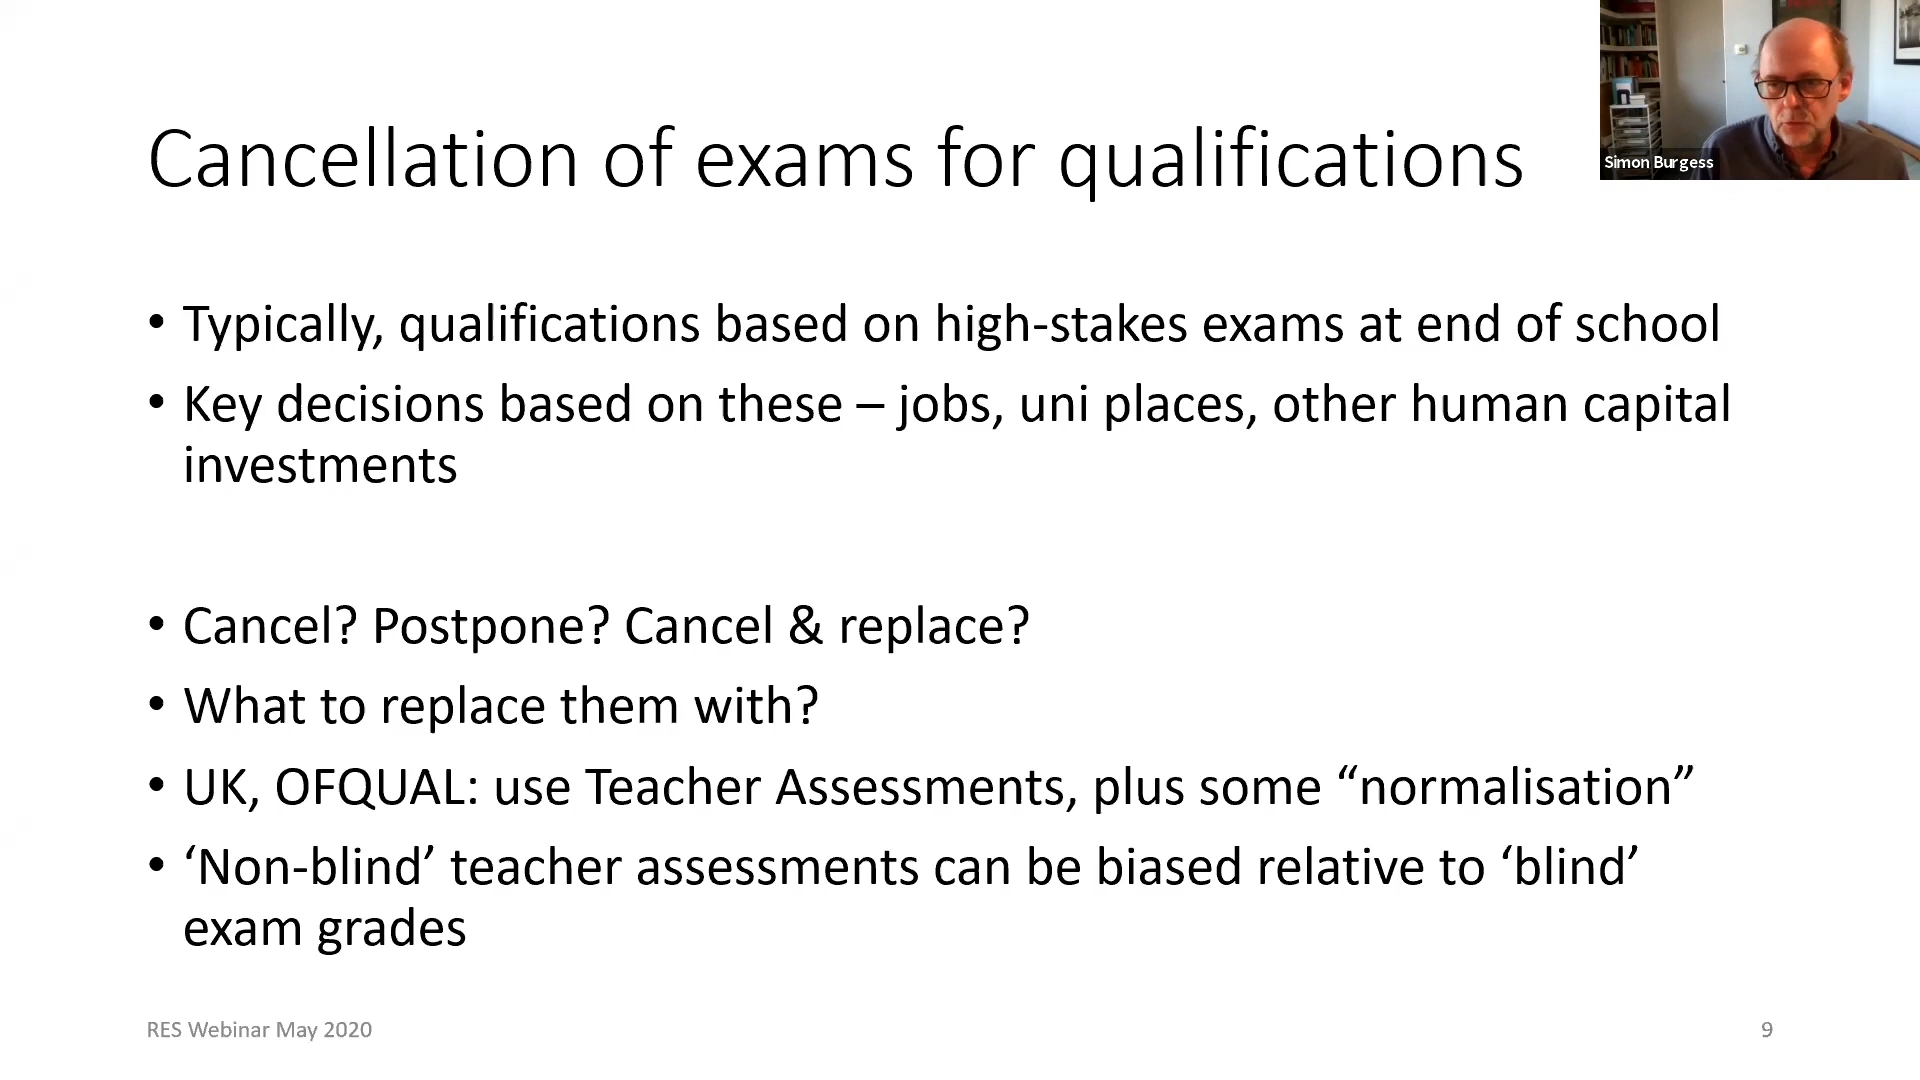 Cancellation of exams for qualifications
Simon Burgess
• Typically, qualifications based on high-stakes exams at end of school
• Key decisions based on these – jobs, uni places, other human capital
investments
• Cancel? Postpone? Cancel & replace?
• What to replace them with?
• UK, OFQUAL: use Teacher Assessments, plus some “normalisation”
• ‘Non-blind’ teacher assessments can be biased relative to ‘blind’
exam grades
RES Webinar May 2020
9